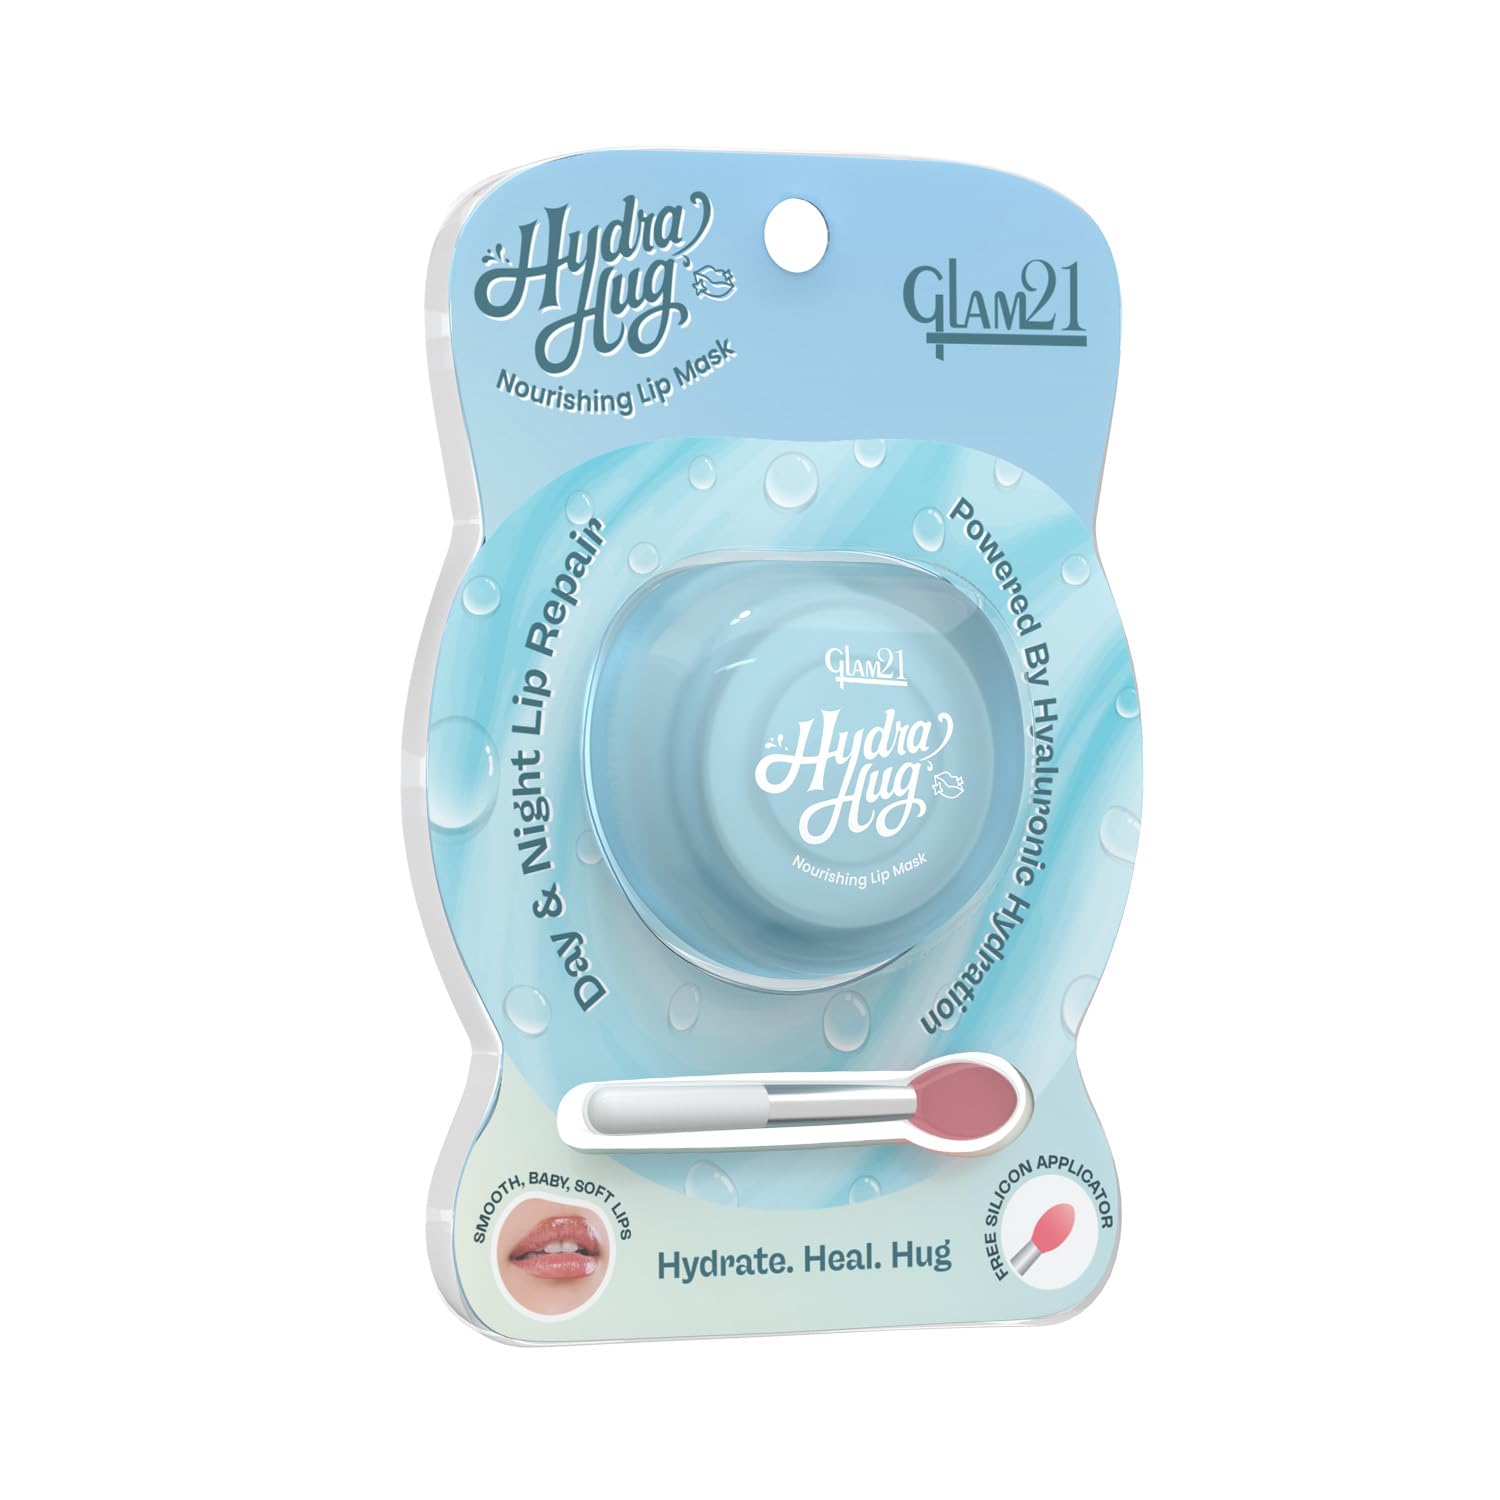 Hydra
Hug
Nourishing Lip Mask
GLAM21
Day & Night Lip Repair
Powered By Hyaluronic Hydration
GLAM21
Hydra
Hug
Nourishing Lip Mask
SMOOTH, BABY, SOFT LIPS
Hydrate. Heal. Hug
FREE SILICON APPLICATOR